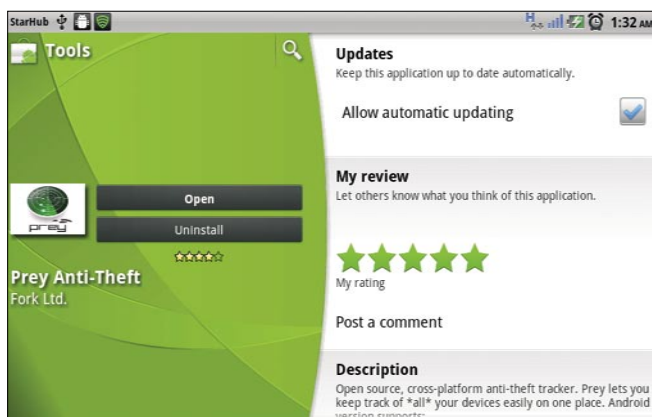 StarHub
H
1:32 AM
Tools
prey
Open
Uninstall
Prey Anti-Theft
Fork Ltd.
Updates
Keep this application up to date automatically.
Allow automatic updating
My review
Let others know what you think of this application.
My rating
Post a comment
Description
Open source, cross-platform anti-theft tracker. Prey lets you
keep track of *all* your devices easily on one place. Android
version supports: